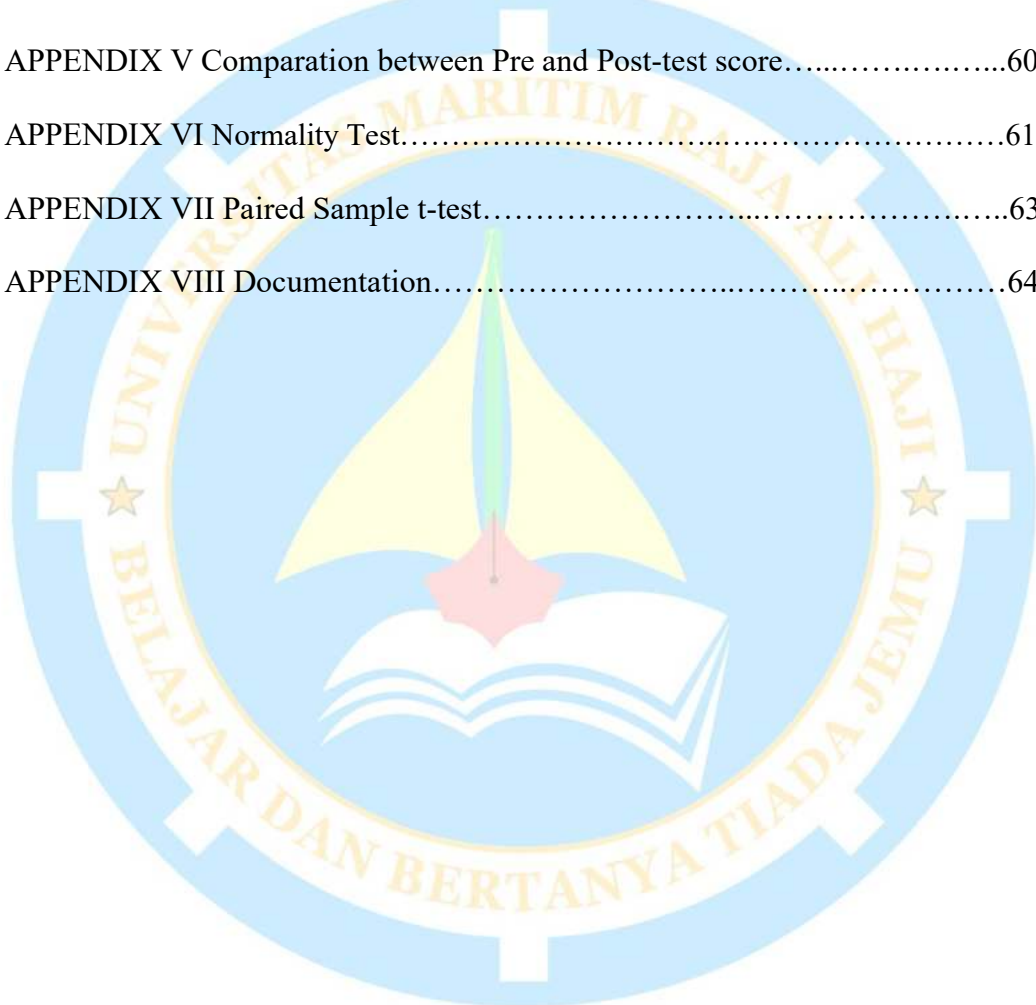 APPENDIX V Comparation between Pre and Post-test score…...…….….…...60
APPENDIX VI Normality Test…………………………..….……………………61
APPENDIX VII Paired Sample t-test……………………...………………….…..63
APPENDIX VIII Documentation………………………..………..……………64
UNIVERSITAS MARITIM RAJA ALI HAJI
BELAJAR DAN BERTANYA TIADA JEMU